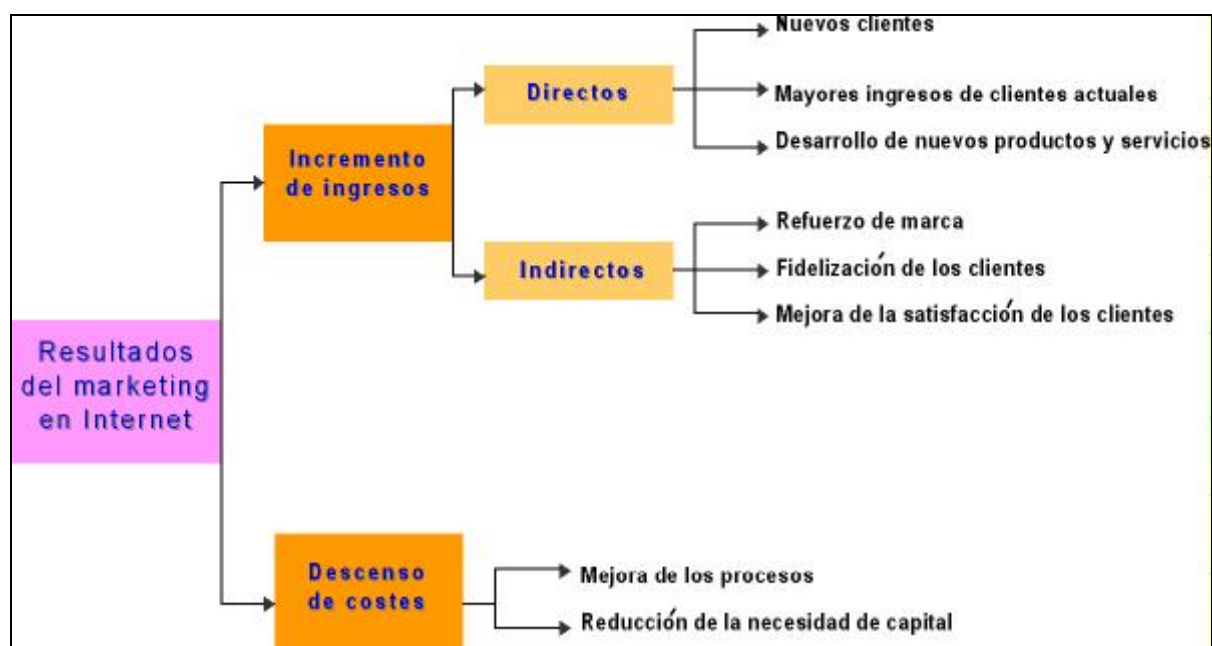 Resultados
del marketing
en Internet
Incremento
de ingresos
Directos
Nuevos clientes
Mayores ingresos de clientes actuales
Desarrollo de nuevos productos y servicios
Indirectos
Refuerzo de marca
Fidelización de los clientes
Mejora de la satisfacción de los clientes
Descenso
de costes
Mejora de los procesos
Reducción de la necesidad de capital